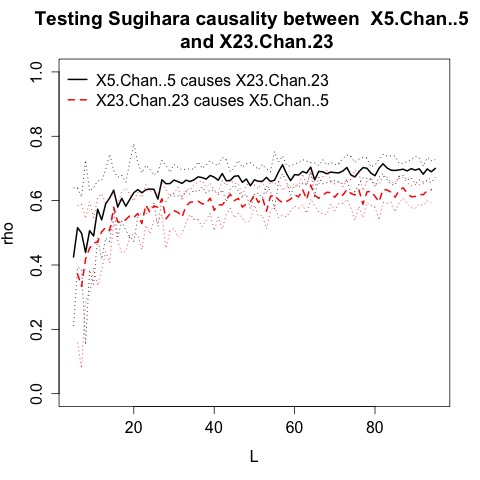 Testing Sugihara causality between  X5.Chan..5
and X23.Chan.23
X5.Chan..5 causes X23.Chan.23
X23.Chan.23 causes X5.Chan..5
1.0
0.8
0.6
0.4
0.2
0.0
rho
20 40 60 80
L